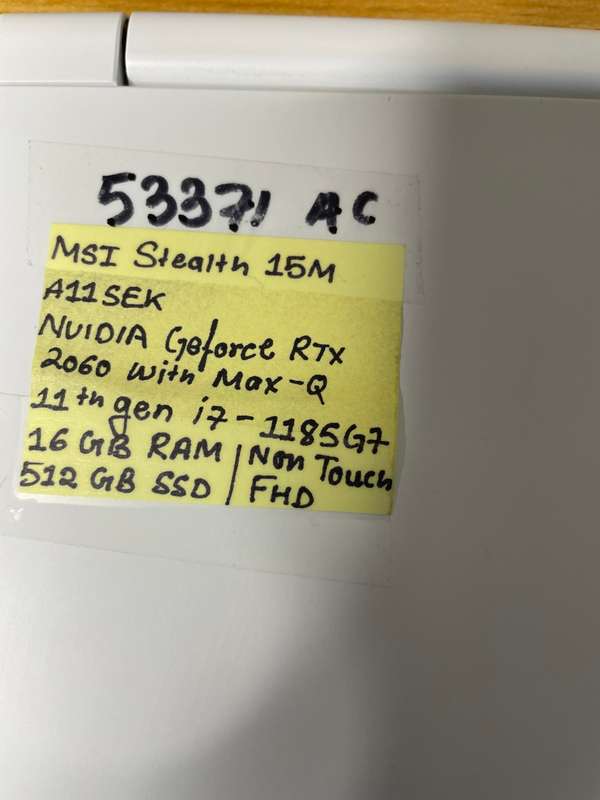 53371 AC
MSI Stealth 15M
A11SEK
NVIDIA Geforce RTX
2060 with Max-Q
11th gen i7-1185G7
16 GB RAM | Non Touch
512 GB SSD | FHD